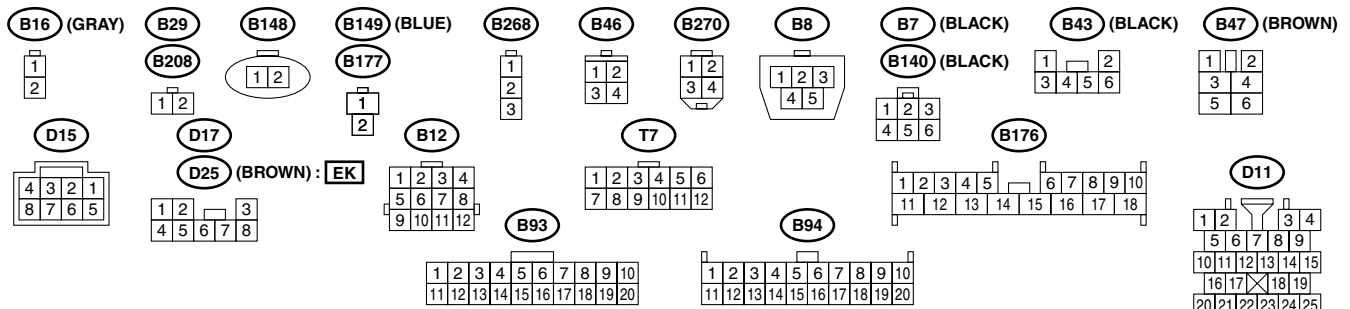 B16 (GRAY) B29 B148 B149 (BLUE) B268 B46 B270 B8 B7 (BLACK) B43 (BLACK) B47 (BROWN)
B208 B177 B140 (BLACK)
1
2
1 2
1 2
1
2
1
2
3
1 2
3 4
1 2
3 4
1 2 3
4 5
1 2 3
4 5 6
1 2
3 4 5 6
1 2
3 4
5 6
D15 D17 B12 T7 B176 D11
D25 (BROWN) : EK
4 3 2 1
8 7 6 5
1 2 3
4 5 6 7 8
1 2 3 4
5 6 7 8
9 10 11 12
1 2 3 4 5 6
7 8 9 10 11 12
1 2 3 4 5 6 7 8 9 10
11 12 13 14 15 16 17 18
1 2 3 4
5 6 7 8 9
10 11 12 13 14 15
16 17 18 19
20 21 22 23 24 25
B93 B94
1 2 3 4 5 6 7 8 9 10
11 12 13 14 15 16 17 18 19 20
1 2 3 4 5 6 7 8 9 10
11 12 13 14 15 16 17 18 19 20